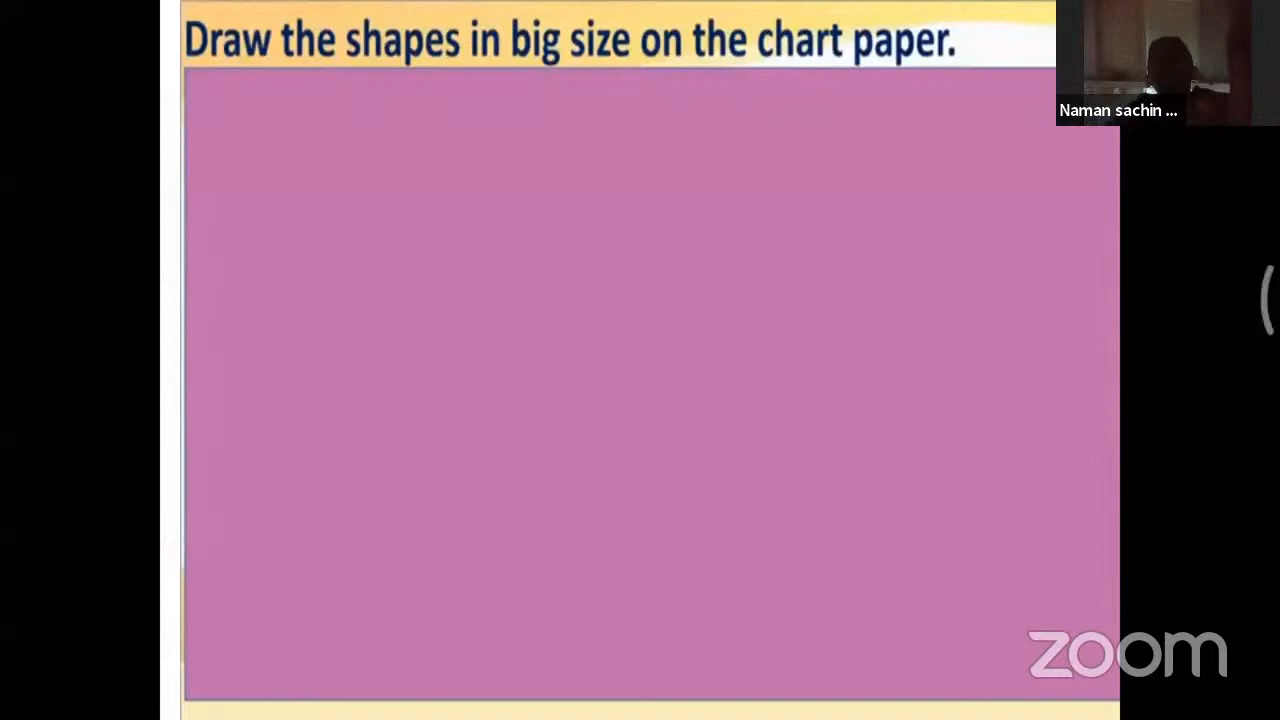 Draw the shapes in big size on the chart paper.
Naman sachin ...
zoom